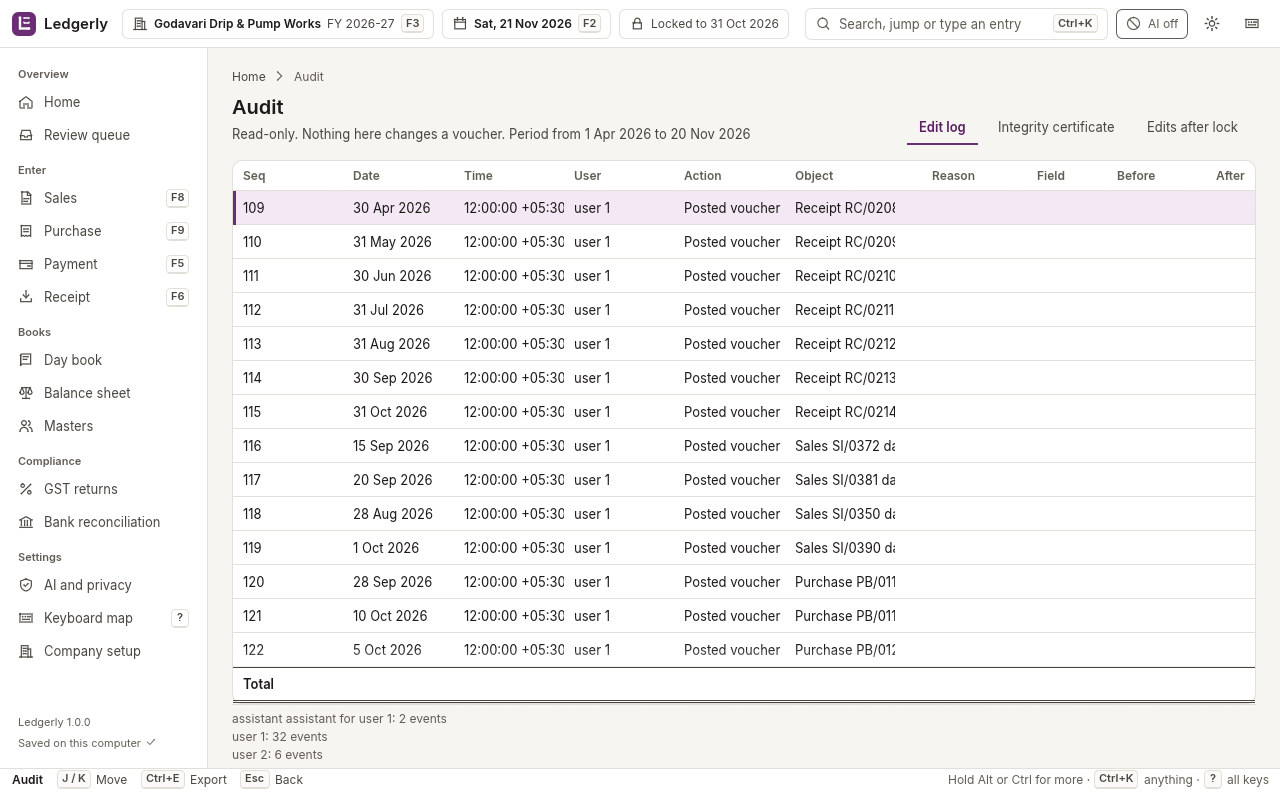 Ledgerly
Godavari Drip & Pump Works FY 2026-27 F3
Sat, 21 Nov 2026 F2
Locked to 31 Oct 2026
Search, jump or type an entry Ctrl+K
AI off
Overview
Home
Review queue
Enter
Sales F8
Purchase F9
Payment F5
Receipt F6
Books
Day book
Balance sheet
Masters
Compliance
GST returns
Bank reconciliation
Settings
AI and privacy
Keyboard map ?
Company setup
Ledgerly 1.0.0
Saved on this computer
Home Audit
Audit
Read-only. Nothing here changes a voucher. Period from 1 Apr 2026 to 20 Nov 2026
Edit log Integrity certificate Edits after lock
Seq Date Time User Action Object Reason Field Before After
109 30 Apr 2026 12:00:00 +05:30 user 1 Posted voucher Receipt RC/0208
110 31 May 2026 12:00:00 +05:30 user 1 Posted voucher Receipt RC/0209
111 30 Jun 2026 12:00:00 +05:30 user 1 Posted voucher Receipt RC/0210
112 31 Jul 2026 12:00:00 +05:30 user 1 Posted voucher Receipt RC/0211
113 31 Aug 2026 12:00:00 +05:30 user 1 Posted voucher Receipt RC/0212
114 30 Sep 2026 12:00:00 +05:30 user 1 Posted voucher Receipt RC/0213
115 31 Oct 2026 12:00:00 +05:30 user 1 Posted voucher Receipt RC/0214
116 15 Sep 2026 12:00:00 +05:30 user 1 Posted voucher Sales SI/0372 da
117 20 Sep 2026 12:00:00 +05:30 user 1 Posted voucher Sales SI/0381 da
118 28 Aug 2026 12:00:00 +05:30 user 1 Posted voucher Sales SI/0350 da
119 1 Oct 2026 12:00:00 +05:30 user 1 Posted voucher Sales SI/0390 da
120 28 Sep 2026 12:00:00 +05:30 user 1 Posted voucher Purchase PB/011
121 10 Oct 2026 12:00:00 +05:30 user 1 Posted voucher Purchase PB/011
122 5 Oct 2026 12:00:00 +05:30 user 1 Posted voucher Purchase PB/012
Total
assistant assistant for user 1: 2 events
user 1: 32 events
user 2: 6 events
Audit J / K Move Ctrl+E Export Esc Back
Hold Alt or Ctrl for more · Ctrl+K anything · ? all keys